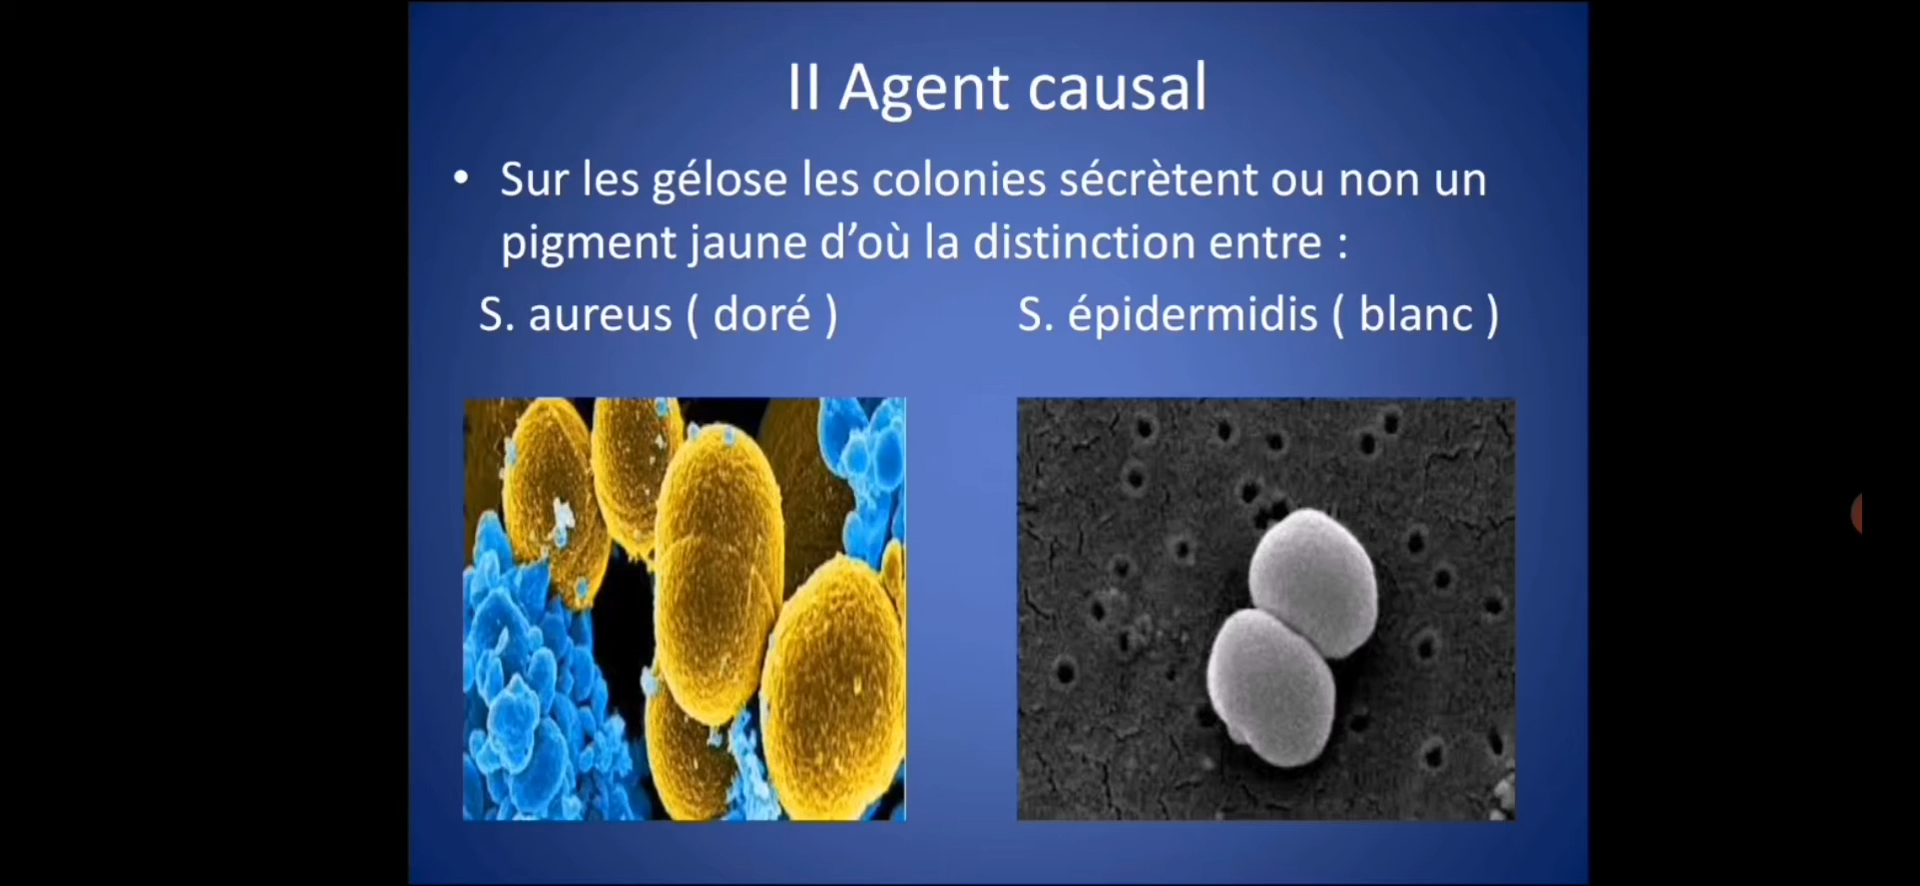 II Agent causal
• Sur les gélose les colonies sécrètent ou non un
pigment jaune d’où la distinction entre :
S. aureus ( doré ) S. épidermidis ( blanc )